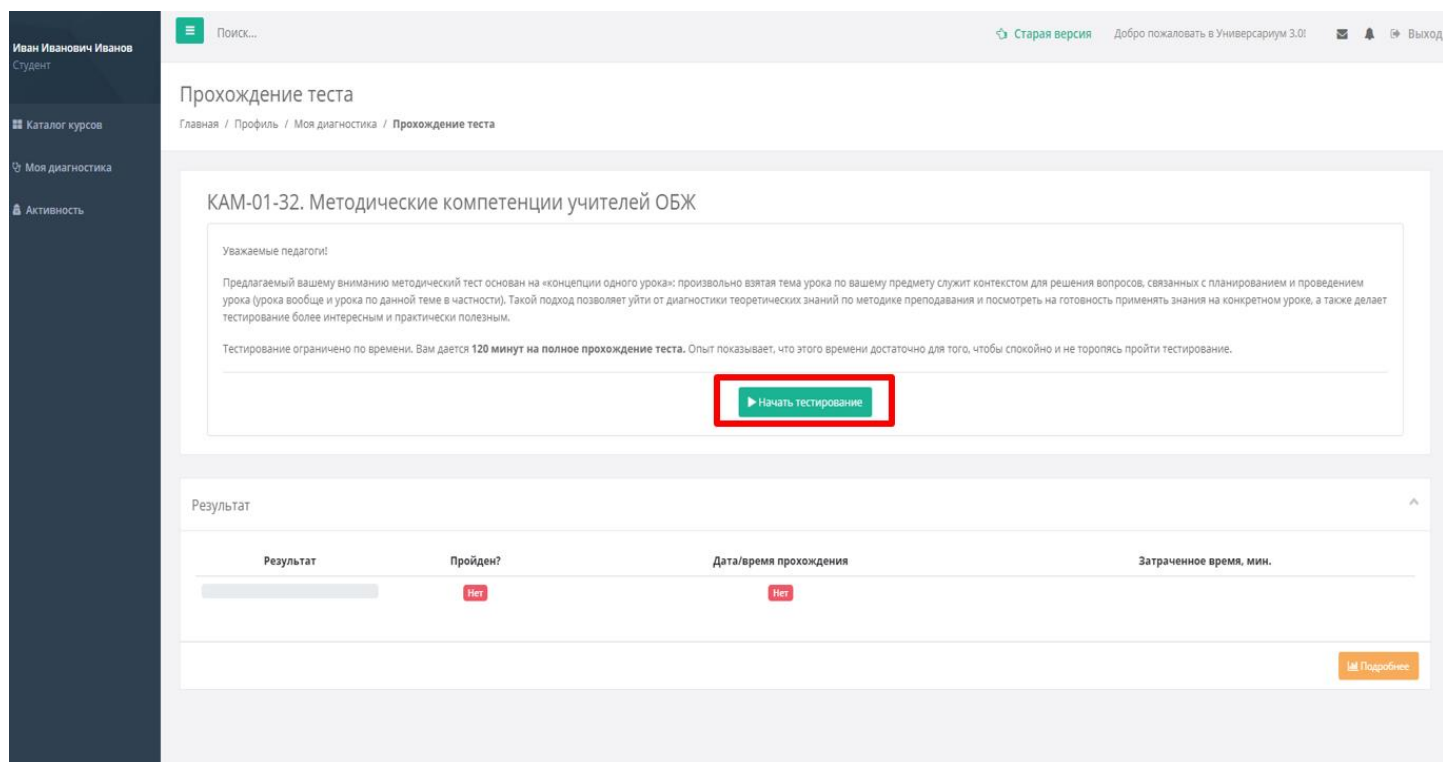 Иван Иванович Иванов
Студент
Каталог курсов
Моя диагностика
Активность
Поиск...
Старая версия Добро пожаловать в Универсариум 3.0! Выход
Прохождение теста
Главная / Профиль / Моя диагностика / Прохождение теста
КАМ-01-32. Методические компетенции учителей ОБЖ
Уважаемые педагоги!
Предлагаемый вашему вниманию методический тест основан на «концепции одного урока»: произвольно взятая тема урока по вашему предмету служит контекстом для решения вопросов, связанных с планированием и проведением
урока (урока вообще и урока по данной теме в частности). Такой подход позволяет уйти от диагностики теоретических знаний по методике преподавания и посмотреть на готовность применять знания на конкретном уроке, а также делает
тестирование более интересным и практически полезным.
Тестирование ограничено по времени. Вам дается 120 минут на полное прохождение теста. Опыт показывает, что этого времени достаточно для того, чтобы спокойно и не торопясь пройти тестирование.
Начать тестирование
Результат
Результат Пройден? Дата/время прохождения Затраченное время, мин.
Нет Нет
Подробнее